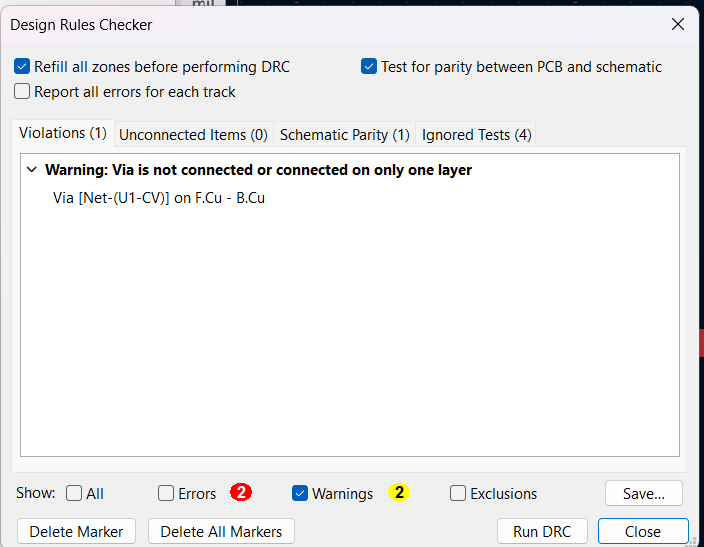 mil
Design Rules Checker
Refill all zones before performing DRC
Test for parity between PCB and schematic
Report all errors for each track
Violations (1)
Unconnected Items (0)
Schematic Parity (1)
Ignored Tests (4)
Warning: Via is not connected or connected on only one layer
Via [Net-(U1-CV)] on F.Cu - B.Cu
Show:
All
Errors
2
Warnings
2
Exclusions
Save...
Delete Marker
Delete All Markers
Run DRC
Close